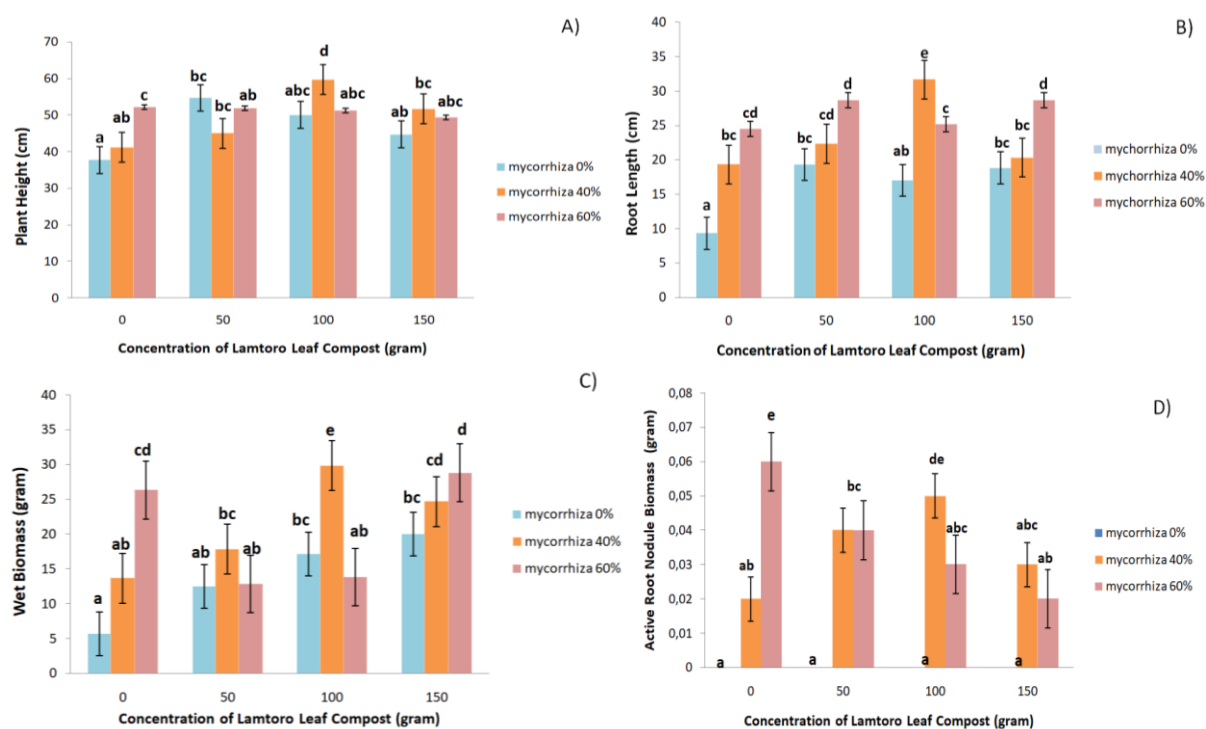 A)
Plant Height (cm)
70
60
50
40
30
20
10
0
a ab c
bc bc ab
abc d abc
ab bc abc
0 50 100 150
Concentration of Lamtoro Leaf Compost (gram)
mycorrhiza 0%
mycorrhiza 40%
mycorrhiza 60%
B)
Root Length (cm)
40
35
30
25
20
15
10
5
0
a bc cd
bc cd d
ab e c
bc bc d
0 50 100 150
Concentration of Lamtoro Leaf Compost (gram)
mychorrhiza 0%
mychorrhiza 40%
mychorrhiza 60%
C)
Wet Biomass (gram)
40
35
30
25
20
15
10
5
0
a ab cd
ab bc ab
bc e ab
bc cd d
0 50 100 150
Concentration of Lamtoro Leaf Compost (gram)
mycorrhiza 0%
mycorrhiza 40%
mycorrhiza 60%
D)
Active Root Nodule Biomass (gram)
0,08
0,07
0,06
0,05
0,04
0,03
0,02
0,01
0
a ab e
a bc
a de abc
a abc ab
0 50 100 150
Concentration of Lamtoro Leaf Compost (gram)
mycorrhiza 0%
mycorrhiza 40%
mycorrhiza 60%